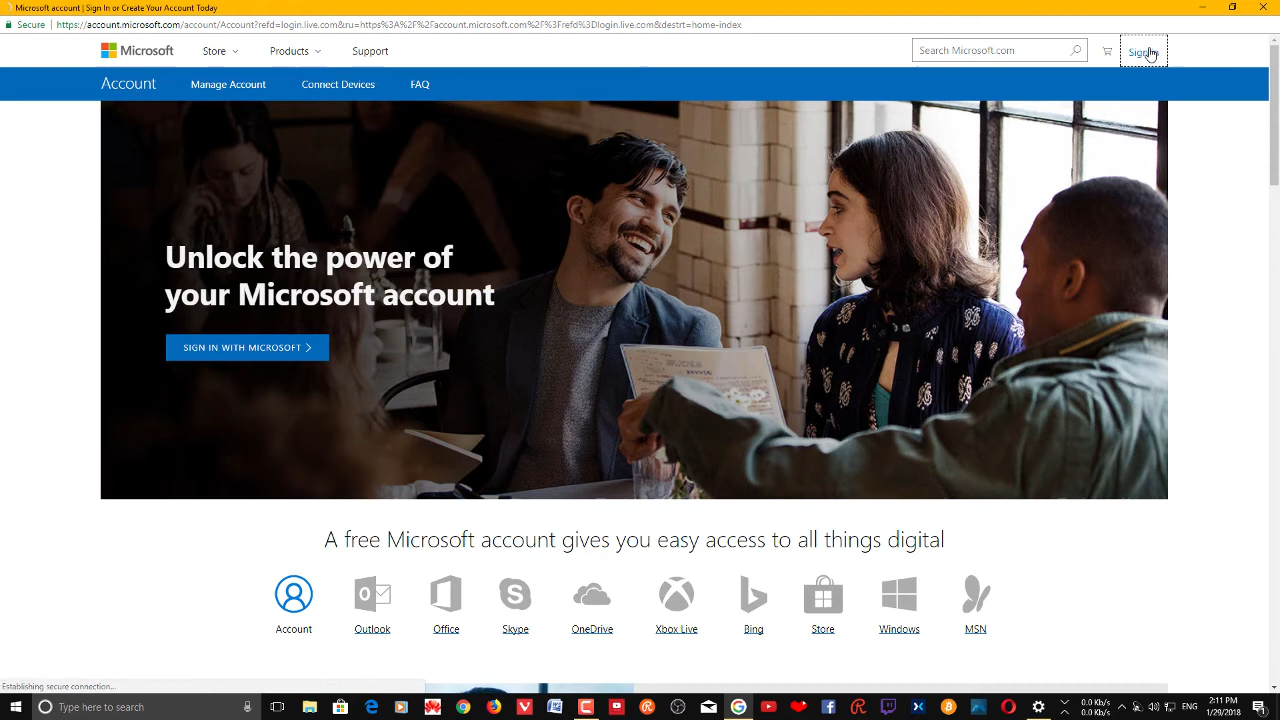 Microsoft account | Sign In or Create Your Account Today
Secure https://account.microsoft.com/account/Account?refd=login.live.com&ru=https%3A%2F%2Faccount.microsoft.com%2F%3Frefd%3Dlogin.live.com&destrt=home-index
Microsoft Store Products Support Search Microsoft.com
Account Manage Account Connect Devices FAQ
Unlock the power of
your Microsoft account
SIGN IN WITH MICROSOFT
A free Microsoft account gives you easy access to all things digital
Account Outlook Office Skype OneDrive Xbox Live Bing Store Windows MSN
Establishing secure connection...
Type here to search
0.0 Kb/s 0.0 Kb/s
ENG
2:11 PM
1/29/2018